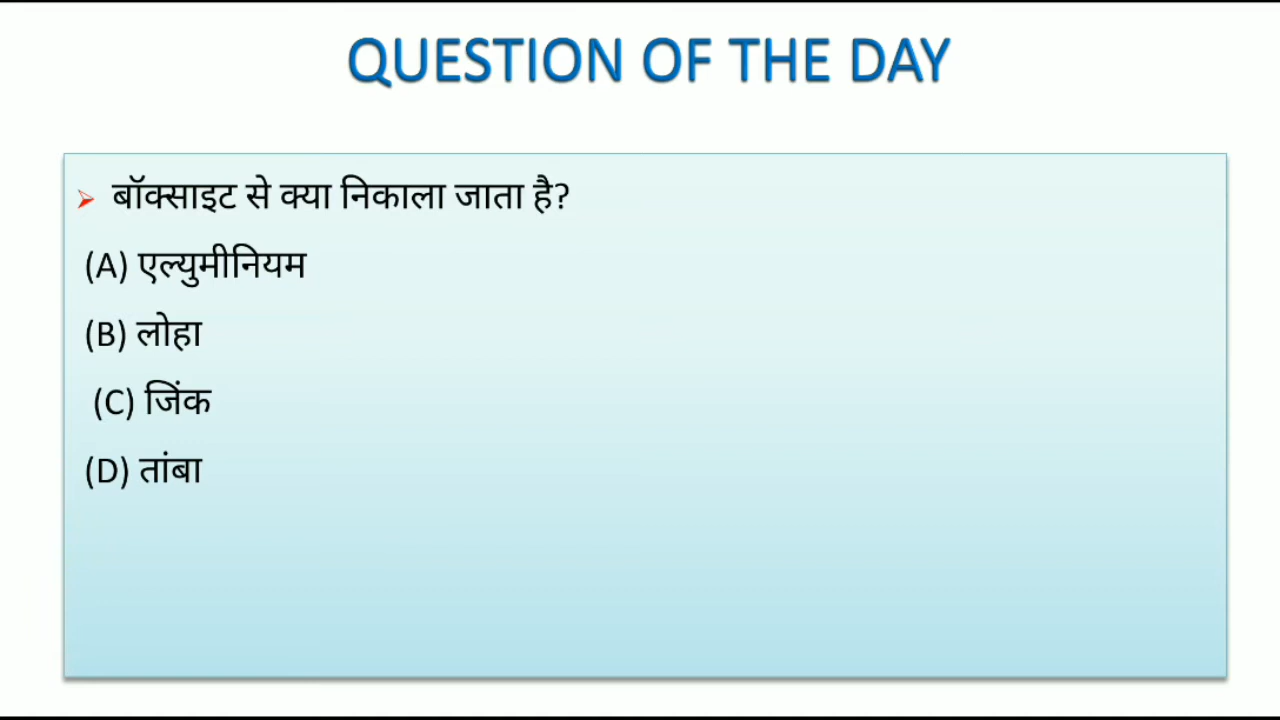 QUESTION OF THE DAY
➢ बॉक्साइट से क्या निकाला जाता है?
(A) एल्युमीनियम
(B) लोहा
(C) जिंक
(D) तांबा